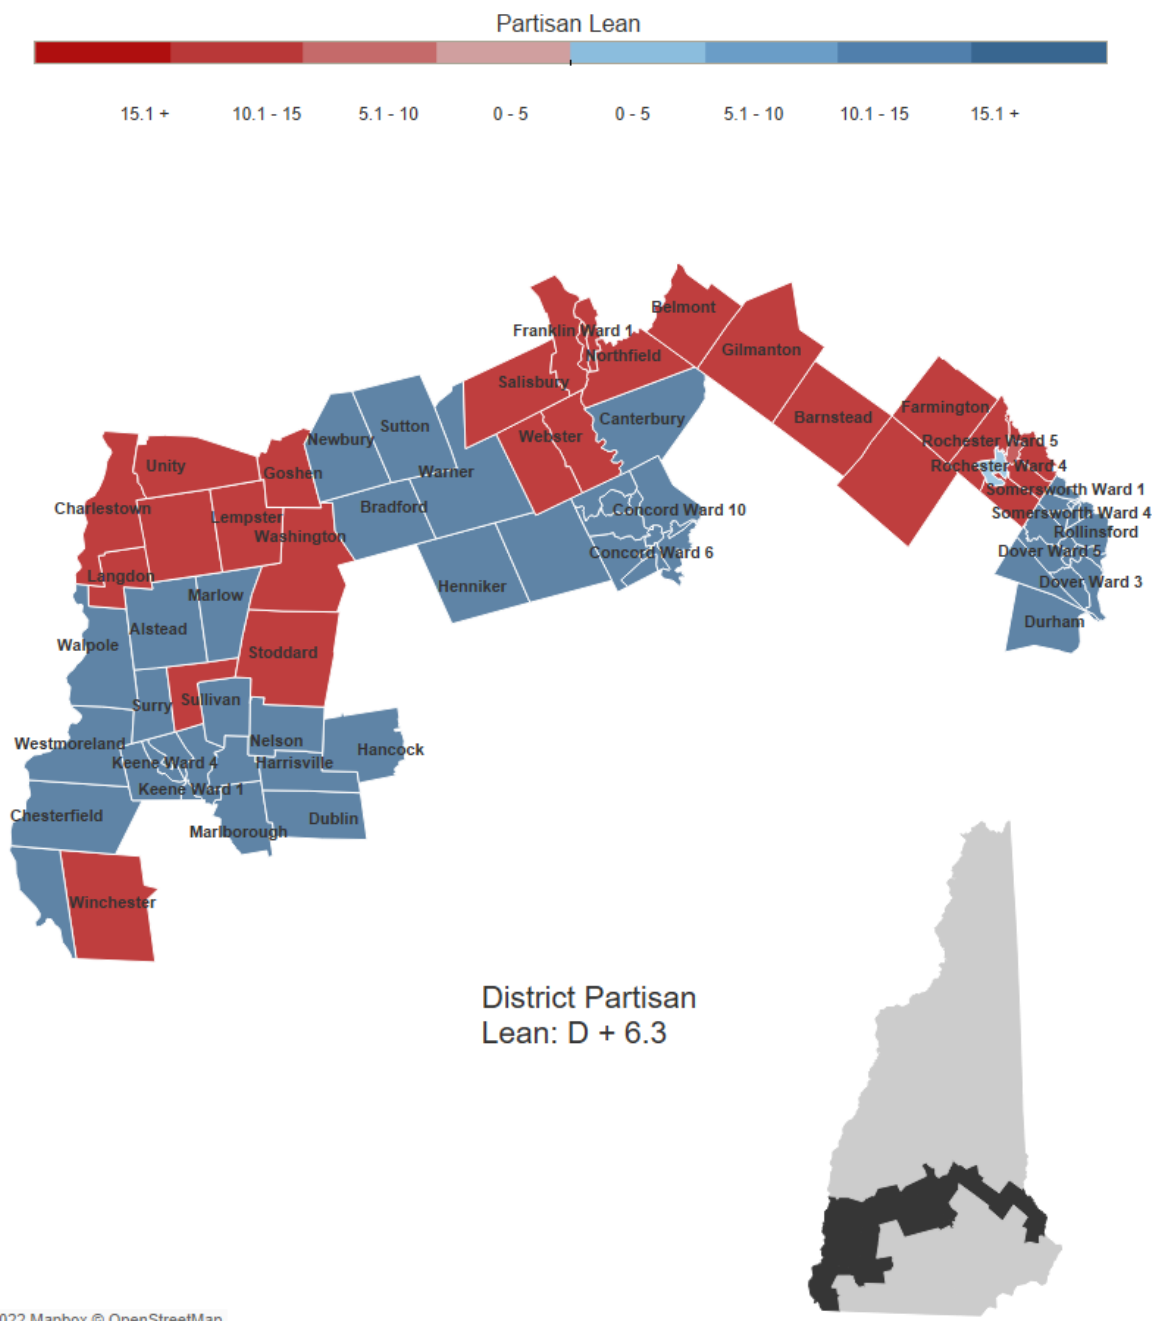 Partisan Lean
15.1 +
10.1 - 15
5.1 - 10
0 - 5
0 - 5
5.1 - 10
10.1 - 15
15.1 +
Belmont
Franklin Ward 1
Gilmanton
Northfield
Salisbury
Farmington
Barnstead
Canterbury
Sutton
Newbury
Webster
Rochester Ward 5
Unity
Rochester Ward 4
Goshen
Warner
Somersworth Ward 1
Charlestown
Bradford
Concord Ward 10
Somersworth Ward 4
Lempster
Rollinsford
Washington
Dover Ward 5
Concord Ward 6
Langdon
Dover Ward 3
Henniker
Marlow
Durham
Alstead
Walpole
Stoddard
Sullivan
Surry
Nelson
Westmoreland
Hancock
Keene Ward 4
Harrisville
Keene Ward 1
Chesterfield
Dublin
Marlborough
Winchester
District Partisan
Lean: D + 6.3
Mapbox © OpenStreetMap